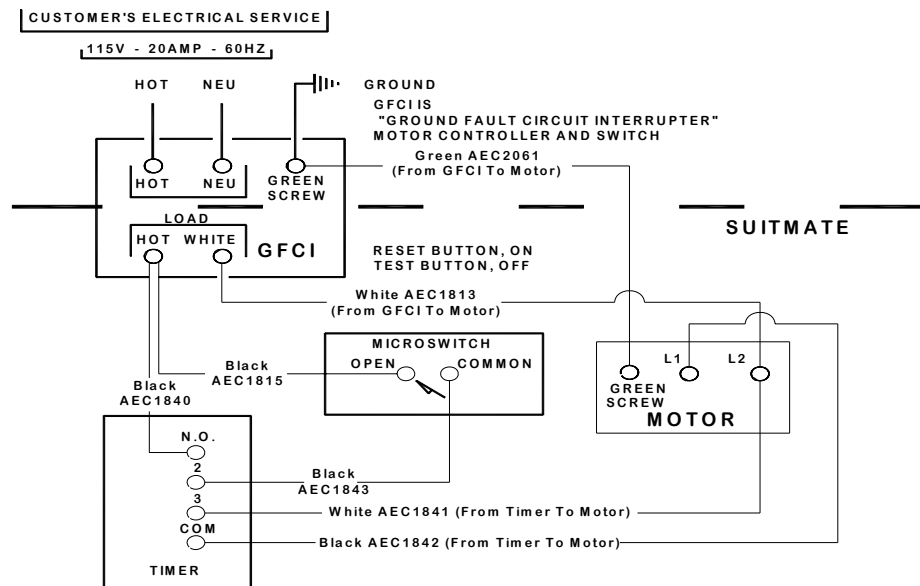 CUSTOMER'S ELECTRICAL SERVICE
115V - 20AMP - 60HZ
HOT NEU GROUND
GFCI IS
"GROUND FAULT CIRCUIT INTERRUPTER"
MOTOR CONTROLLER AND SWITCH
Green AEC2061
(From GFCI To Motor)
HOT NEU GREEN
SCREW
LOAD
HOT WHITE GFCI
SUITMATE
RESET BUTTON, ON
TEST BUTTON, OFF
White AEC1813
(From GFCI To Motor)
MICROSWITCH
OPEN COMMON
Black
AEC1815
Black
AEC1840
L1 L2
GREEN
SCREW
MOTOR
N.O.
2
3
COM
TIMER
Black
AEC1843
White AEC1841 (From Timer To Motor)
Black AEC1842 (From Timer To Motor)